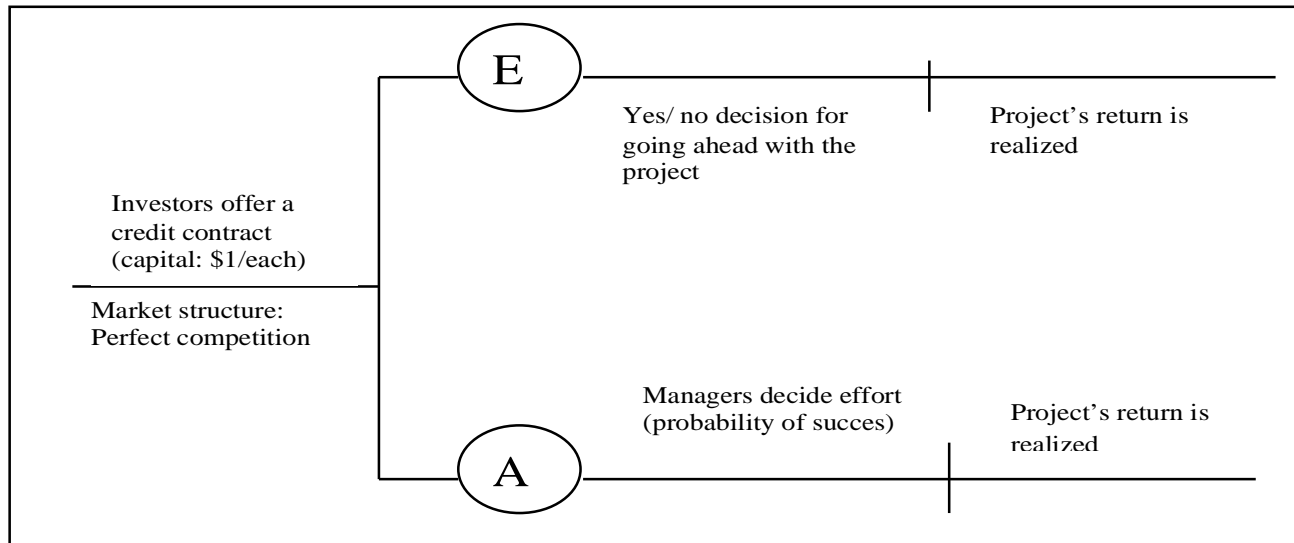 E
Yes/ no decision for
going ahead with the
project
Project's return is
realized
Investors offer a
credit contract
(capital: $1/each)
Market structure:
Perfect competition
Managers decide effort
(probability of succes)
Project's return is
realized
A